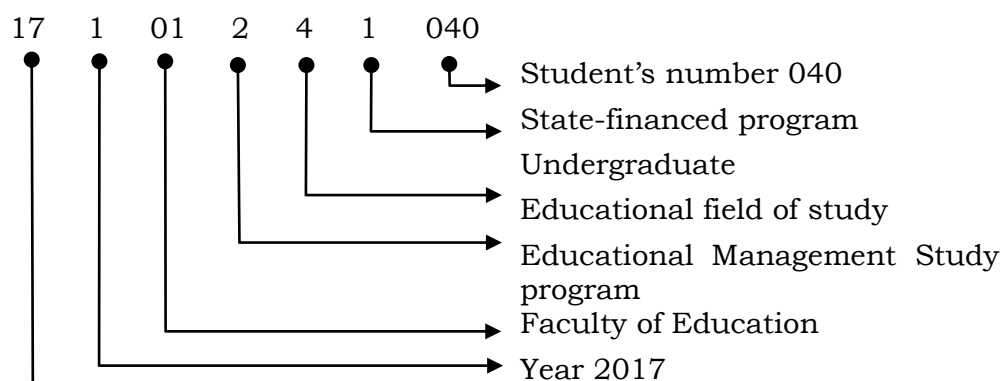 17 1 01 2 4 1 040
Student’s number 040
State-financed program
Undergraduate
Educational field of study
Educational Management Study
program
Faculty of Education
Year 2017